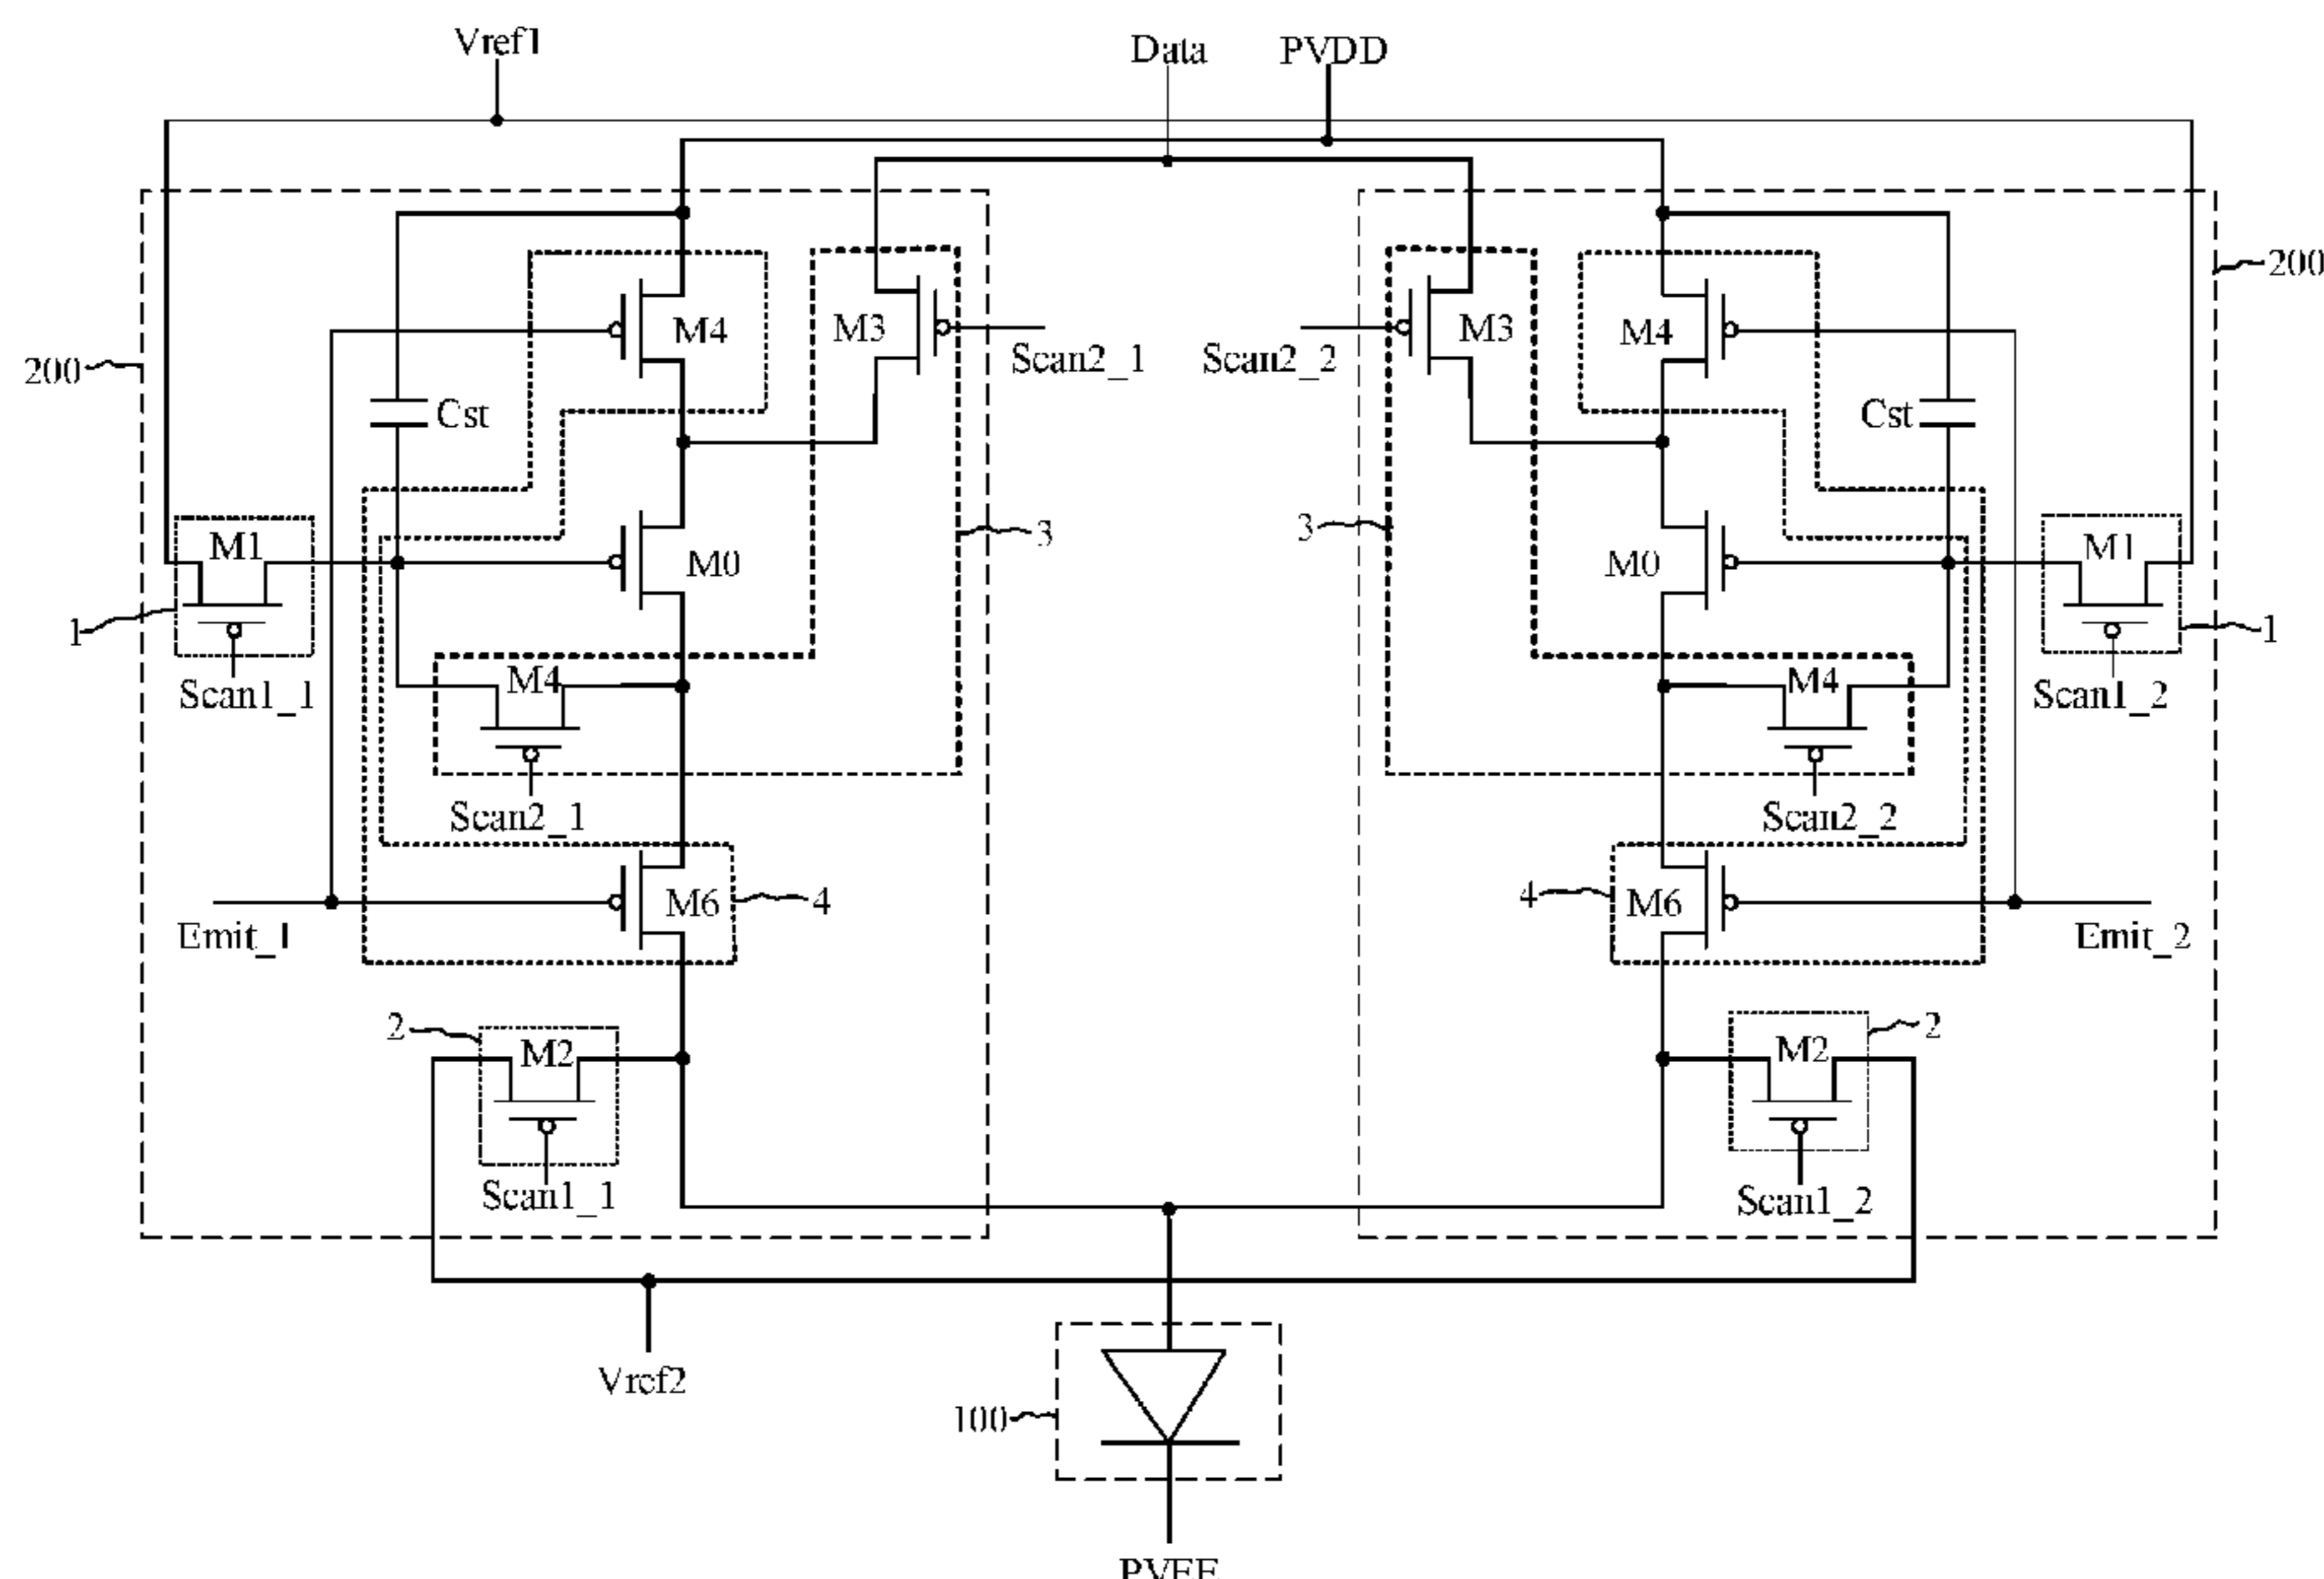 Vref1
Data
PVDD
200
M4
M3
Scan2_1
Scan2_2
M3
M4
200
Cst
Cst
M1
M0
3
3
M0
M1
1
Scan1_1
M4
Scan2_1
M4
Scan2_2
1
Scan1_2
M6
4
4
M6
Emit_1
Emit_2
2
M2
Scan1_1
M2
2
Scan1_2
Vref2
100
PVEE